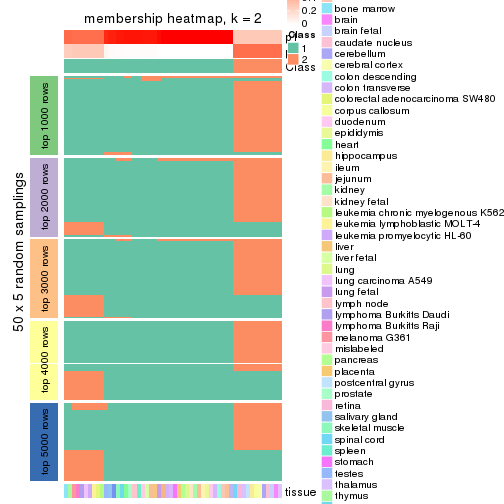 membership heatmap, k = 2
50 x 5 random samplings
top 1000 rows
top 2000 rows
top 3000 rows
top 4000 rows
top 5000 rows
0.2
0
Class
1
2
Class
tissue
bone marrow
brain
brain fetal
caudate nucleus
cerebellum
cerebral cortex
colon descending
colon transverse
colorectal adenocarcinoma SW480
corpus callosum
duodenum
epididymis
heart
hippocampus
ileum
jejunum
kidney
kidney fetal
leukemia chronic myelogenous K562
leukemia lymphoblastic MOLT-4
leukemia promyelocytic HL-60
liver
liver fetal
lung
lung carcinoma A549
lung fetal
lymph node
lymphoma Burkitts Daudi
lymphoma Burkitts Raji
melanoma G361
mislabeled
pancreas
placenta
postcentral gyrus
prostate
retina
salivary gland
skeletal muscle
spinal cord
spleen
stomach
testes
thalamus
thymus